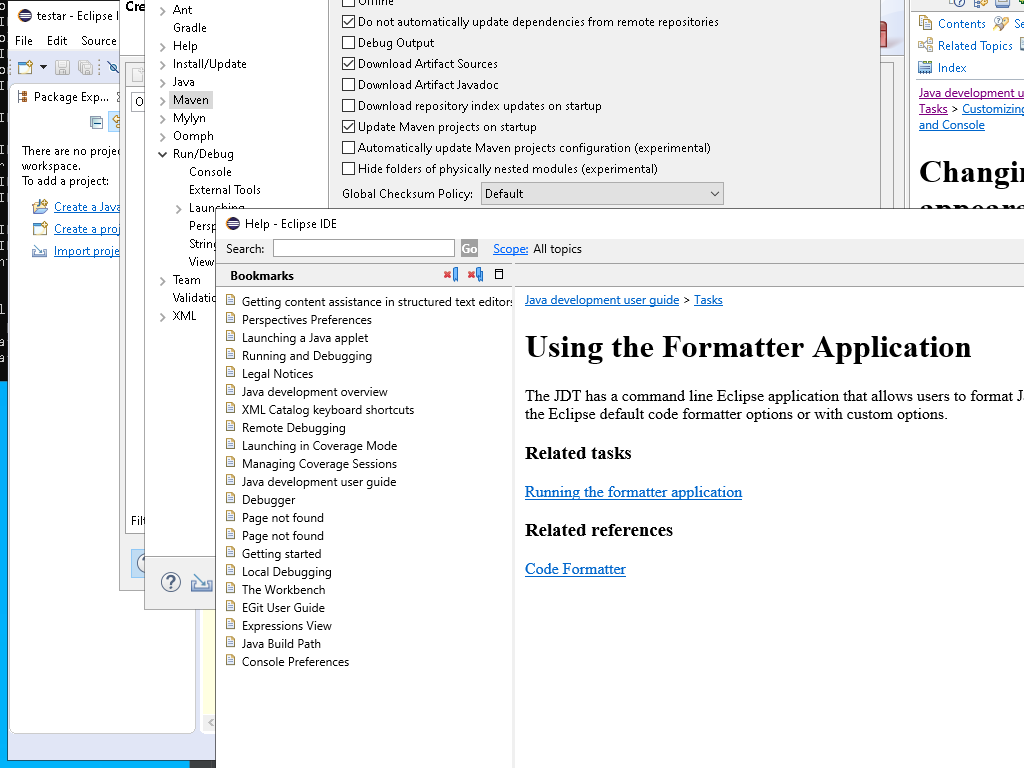 testar - Eclipse I
File Edit Source
Package Exp...
There are no proje
workspace.
To add a project:
Create a Java
Create a proj
Import proje
Cre
Filt
Ant
Gradle
Help
Install/Update
Java
Maven
Mylyn
Oomph
Run/Debug
Console
External Tools
Launching
Persp
String
View
Team
Validatio
XML
Offline
Do not automatically update dependencies from remote repositories
Debug Output
Download Artifact Sources
Download Artifact Javadoc
Download repository index updates on startup
Update Maven projects on startup
Automatically update Maven projects configuration (experimental)
Hide folders of physically nested modules (experimental)
Global Checksum Policy: Default
Contents Se
Related Topics
Index
Java development u
Tasks > Customizing
and Console
Changin
appears
Help - Eclipse IDE
Search: Go Scope: All topics
Bookmarks
Getting content assistance in structured text editors
Perspectives Preferences
Launching a Java applet
Running and Debugging
Legal Notices
Java development overview
XML Catalog keyboard shortcuts
Remote Debugging
Launching in Coverage Mode
Managing Coverage Sessions
Java development user guide
Debugger
Page not found
Page not found
Getting started
Local Debugging
The Workbench
EGit User Guide
Expressions View
Java Build Path
Console Preferences
Java development user guide > Tasks
Using the Formatter Application
The JDT has a command line Eclipse application that allows users to format J
the Eclipse default code formatter options or with custom options.
Related tasks
Running the formatter application
Related references
Code Formatter